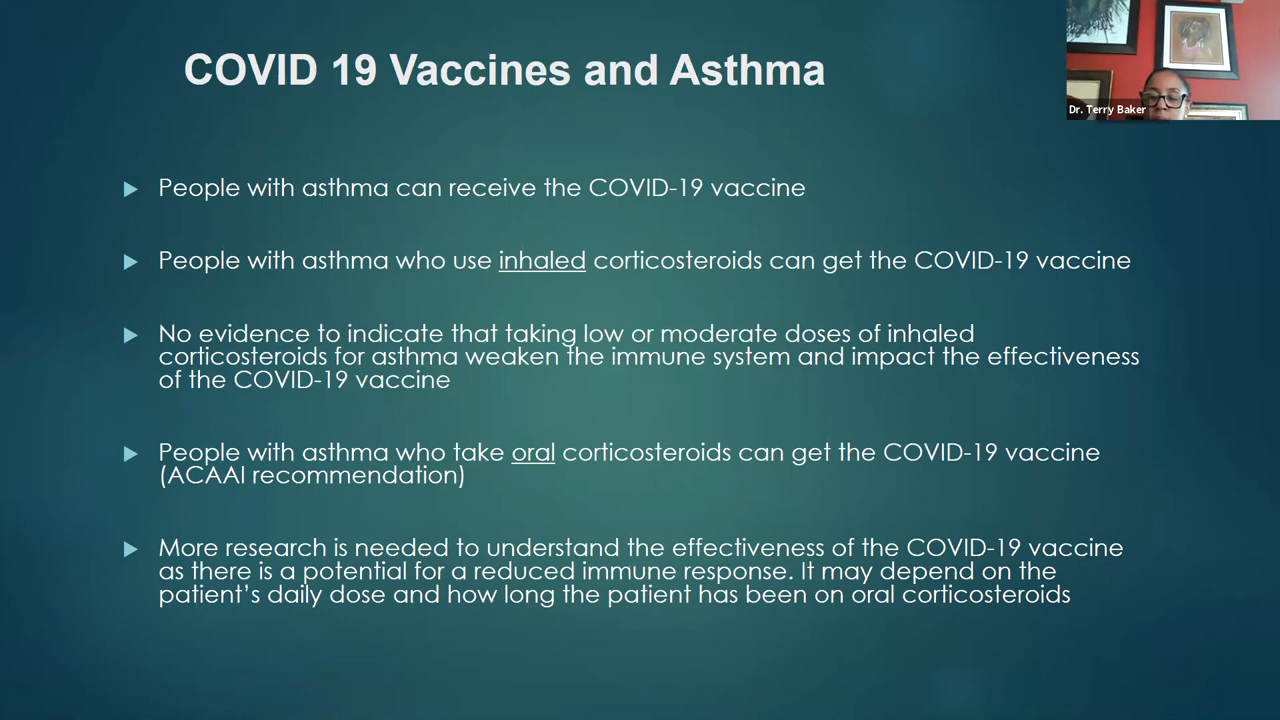 COVID 19 Vaccines and Asthma
Dr. Terry Baker
People with asthma can receive the COVID-19 vaccine
People with asthma who use inhaled corticosteroids can get the COVID-19 vaccine
No evidence to indicate that taking low or moderate doses of inhaled
corticosteroids for asthma weaken the immune system and impact the effectiveness
of the COVID-19 vaccine
People with asthma who take oral corticosteroids can get the COVID-19 vaccine
(ACAAI recommendation)
More research is needed to understand the effectiveness of the COVID-19 vaccine
as there is a potential for a reduced immune response. It may depend on the
patient’s daily dose and how long the patient has been on oral corticosteroids